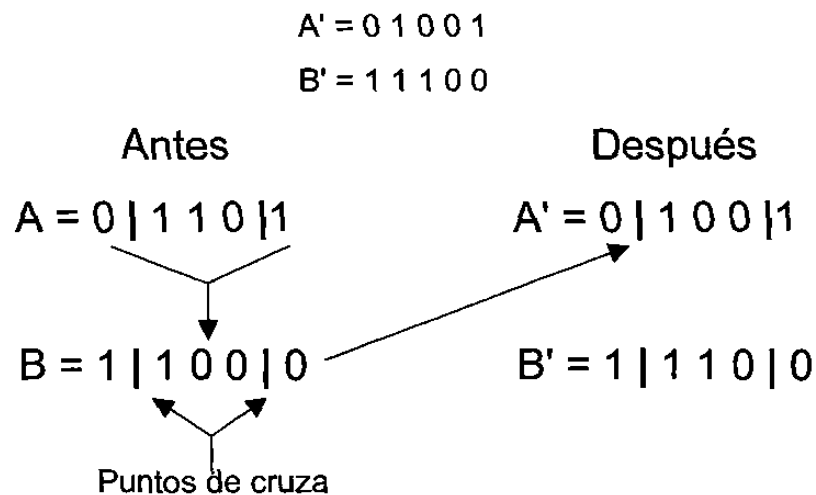 A' = 0 1 0 0 1
B' = 1 1 1 0 0
Antes Después
A = 0 | 1 1 0 | 1 A' = 0 | 1 0 0 | 1
B = 1 | 1 0 0 | 0 B' = 1 | 1 1 0 | 0
Puntos de cruza